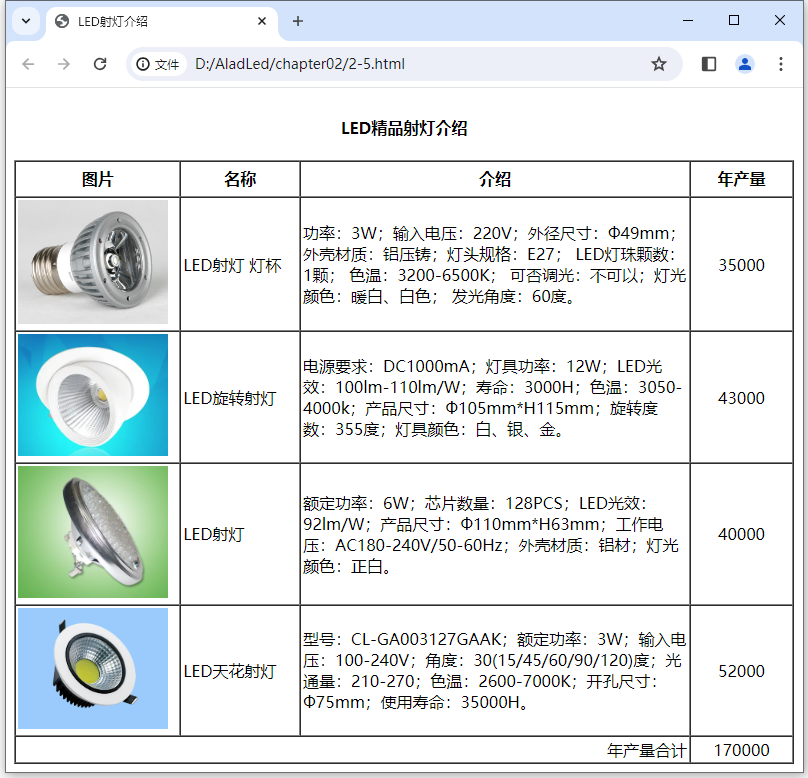 LED射灯介绍
文件 D:/AladLed/chapter02/2-5.html
LED精品射灯介绍
图片 名称 介绍 年产量
LED射灯 灯杯
功率：3W；输入电压：220V；外径尺寸：Φ49mm；
外壳材质：铝压铸；灯头规格：E27； LED灯珠颗数：
1颗； 色温：3200-6500K； 可否调光：不可以；灯光
颜色：暖白、白色； 发光角度：60度。
35000
LED旋转射灯
电源要求：DC1000mA；灯具功率：12W；LED光
效：100lm-110lm/W；寿命：3000H；色温：3050-
4000k；产品尺寸：Φ105mm*H115mm；旋转度
数：355度；灯具颜色：白、银、金。
43000
LED射灯
额定功率：6W；芯片数量：128PCS；LED光效：
92lm/W；产品尺寸：Φ110mm*H63mm；工作电
压：AC180-240V/50-60Hz；外壳材质：铝材；灯光
颜色：正白。
40000
LED天花射灯
型号：CL-GA003127GAAK；额定功率：3W；输入电
压：100-240V；角度：30(15/45/60/90/120)度；光
通量：210-270；色温：2600-7000K；开孔尺寸：
Φ75mm；使用寿命：35000H。
52000
年产量合计 170000